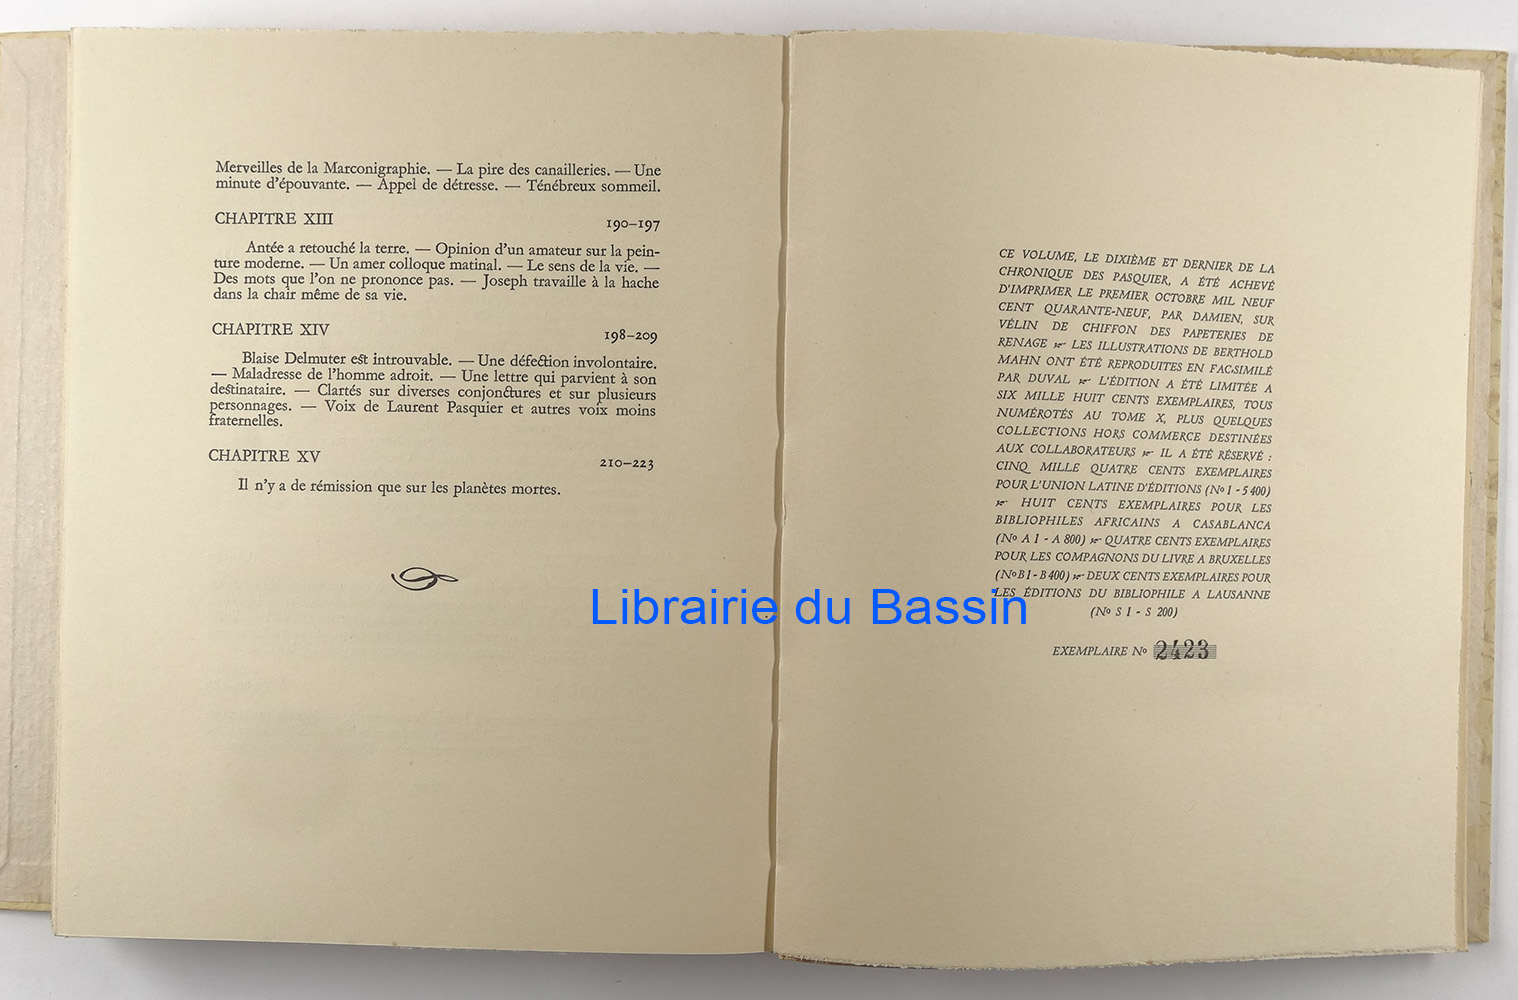 Merveilles de la Marconigraphie. — La pire des canailleries. — Une
minute d'épouvante. — Appel de détresse. — Ténébreux sommeil.
CHAPITRE XIII 190-197
Antée a retouché la terre. — Opinion d'un amateur sur la pein-
ture moderne. — Un amer colloque matinal. — Le sens de la vie. —
Des mots que l'on ne prononce pas. — Joseph travaille à la hache
dans la chair même de sa vie.
CHAPITRE XIV 198-209
Blaise Delmuter est introuvable. — Une défection involontaire.
— Maladresse de l'homme adroit. — Une lettre qui parvient à son
destinataire. — Clartés sur diverses conjonctures et sur plusieurs
personnages. — Voix de Laurent Pasquier et autres voix moins
fraternelles.
CHAPITRE XV 210-223
Il n'y a de rémission que sur les planètes mortes.
CE VOLUME, LE DIXIÈME ET DERNIER DE LA
CHRONIQUE DES PASQUIER, A ÉTÉ ACHEVÉ
D'IMPRIMER LE PREMIER OCTOBRE MIL NEUF
CENT QUARANTE-NEUF, PAR DAMIEN, SUR
VÉLIN DE CHIFFON DES PAPETERIES DE
RENAGE LES ILLUSTRATIONS DE BERTHOLD
MAHN ONT ÉTÉ REPRODUITES EN FAC-SIMILÉ
PAR DUVAL L'ÉDITION A ÉTÉ LIMITÉE A
SIX MILLE HUIT CENTS EXEMPLAIRES, TOUS
NUMÉROTÉS AU TOME X, PLUS QUELQUES
COLLECTIONS HORS COMMERCE DESTINÉES
AUX COLLABORATEURS IL A ÉTÉ RÉSERVÉ :
CINQ MILLE QUATRE CENTS EXEMPLAIRES
POUR L'UNION LATINE D'ÉDITIONS (No 1 - 5 400)
HUIT CENTS EXEMPLAIRES POUR LES
BIBLIOPHILES AFRICAINS A CASABLANCA
(No A I - A 800) QUATRE CENTS EXEMPLAIRES
POUR LES COMPAGNONS DU LIVRE A BRUXELLES
(No B I - B 400) DEUX CENTS EXEMPLAIRES POUR
LES ÉDITIONS DU BIBLIOPHILE A LAUSANNE
(No S I - S 200)
EXEMPLAIRE No 2423
Librairie du Bassin